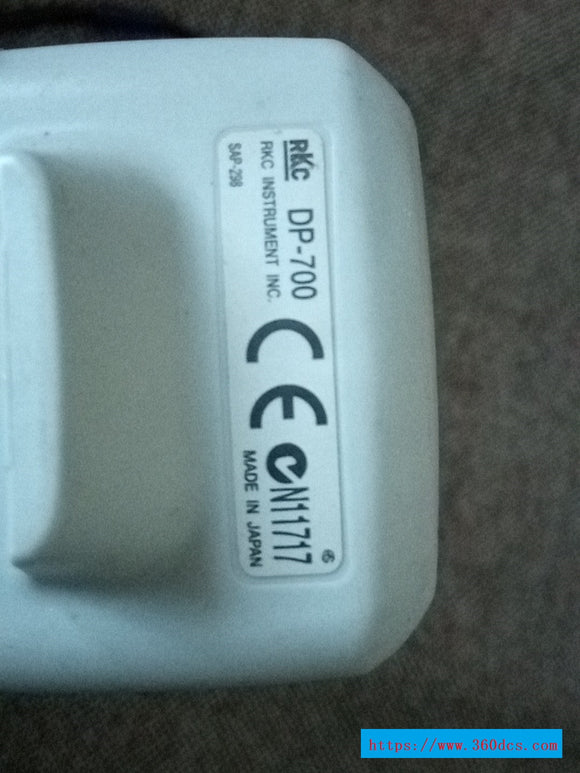 RKC DP-700
RKC INSTRUMENT INC.
SAP-298
CE
N11717
MADE IN JAPAN
https://www.360dcs.com